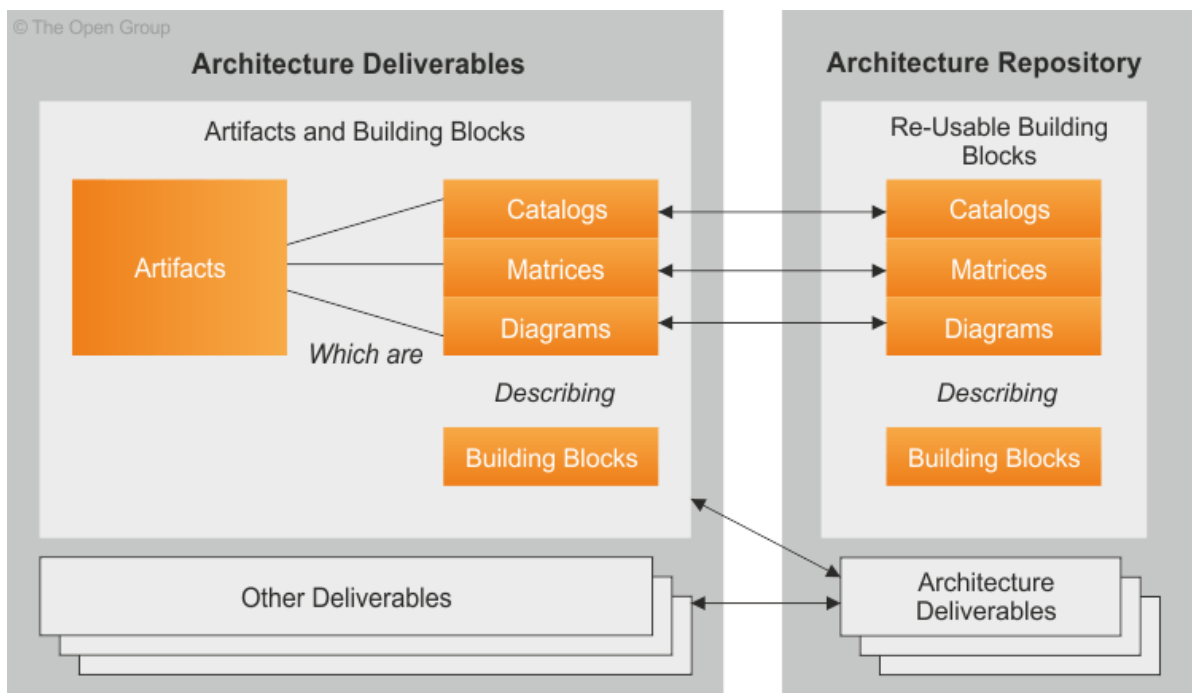 © The Open Group
Architecture Deliverables
Artifacts and Building Blocks
Artifacts
Which are
Catalogs
Matrices
Diagrams
Describing
Building Blocks
Other Deliverables
Architecture Repository
Re-Usable Building
Blocks
Catalogs
Matrices
Diagrams
Describing
Building Blocks
Architecture
Deliverables